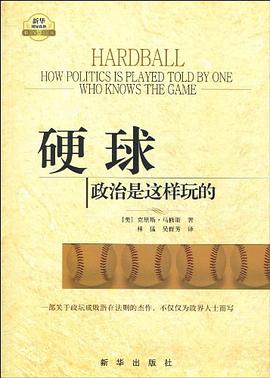 新华
HARDBALL
HOW POLITICS IS PLAYED TOLD BY ONE
WHO KNOWS THE GAME
硬球
政治是这样玩的
[美] 克里斯·马修斯 著
林猛 吴群芳 译
一部关于政坛成败潜在法则的杰作，不仅仅为政界人士而写
新华出版社